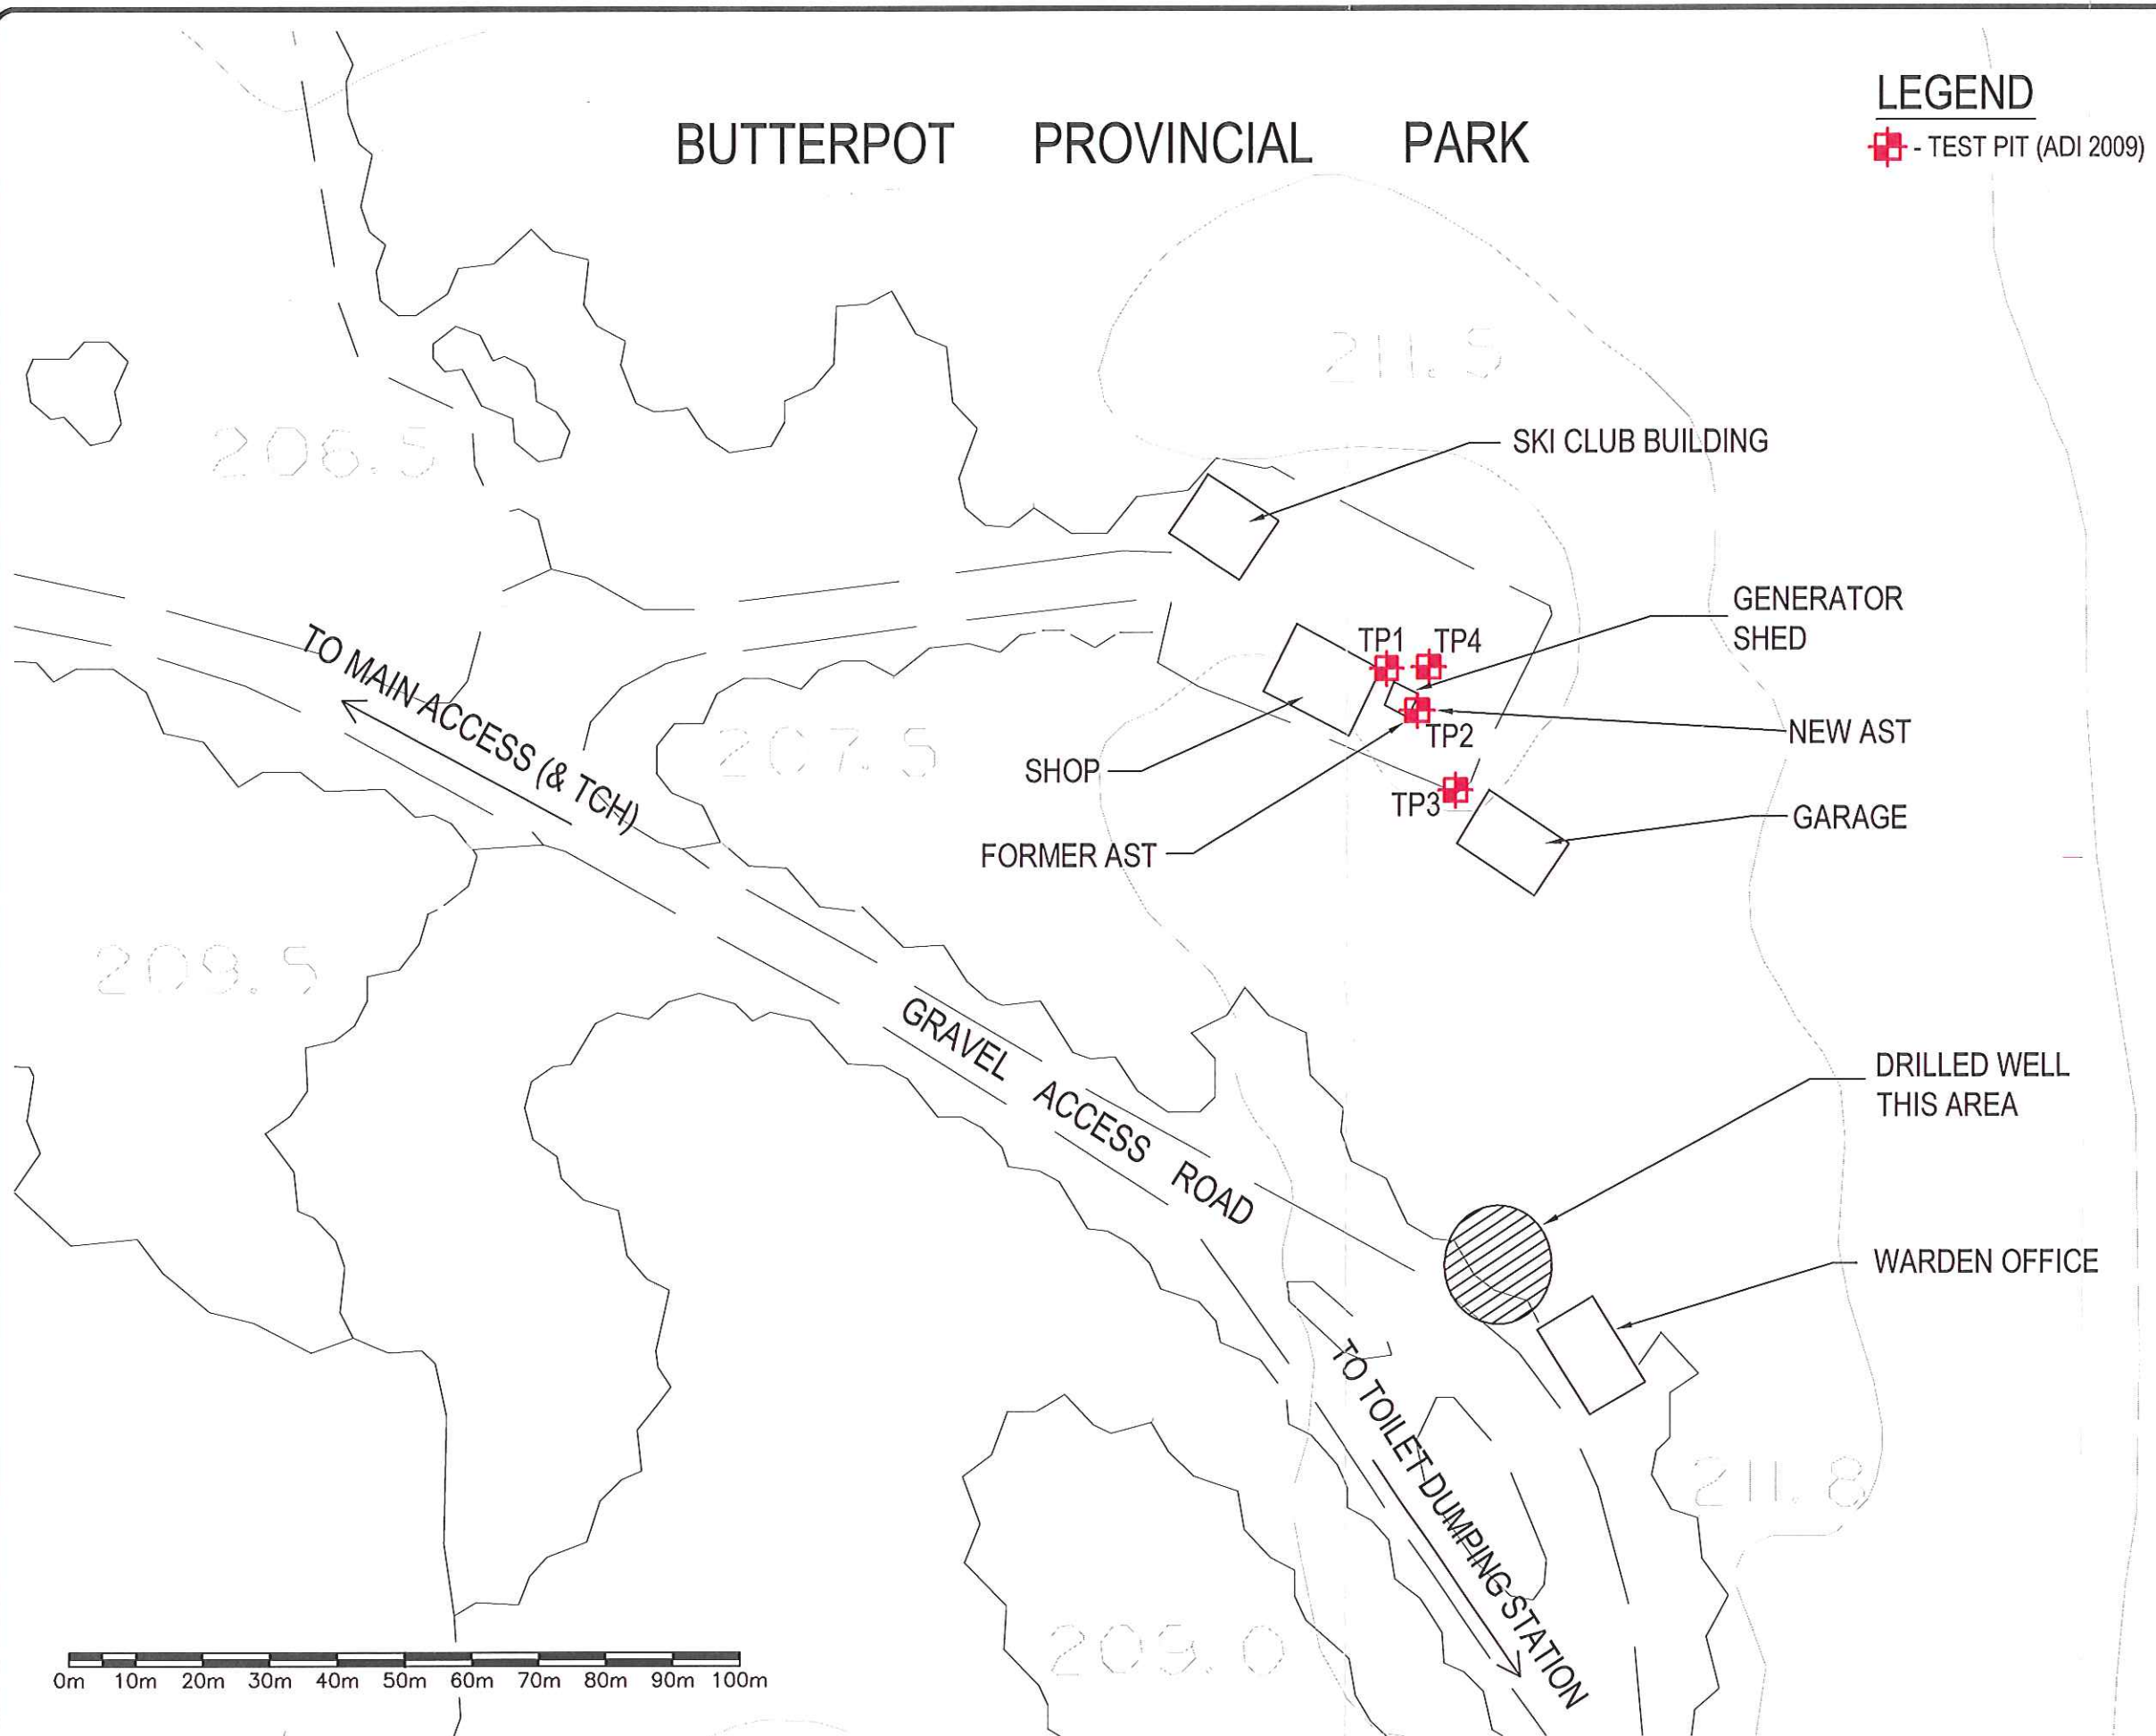 BUTTERPOT PROVINCIAL PARK
LEGEND
- TEST PIT (ADI 2009)
211.5
206.5
SKI CLUB BUILDING
GENERATOR
SHED
TP1
TP4
TO MAIN ACCESS (& TCH)
207.5
NEW AST
TP2
SHOP
TP3
GARAGE
FORMER AST
209.5
GRAVEL ACCESS ROAD
DRILLED WELL
THIS AREA
WARDEN OFFICE
TO TOILET DUMPING STATION
211.8
209.0
0m 10m 20m 30m 40m 50m 60m 70m 80m 90m 100m